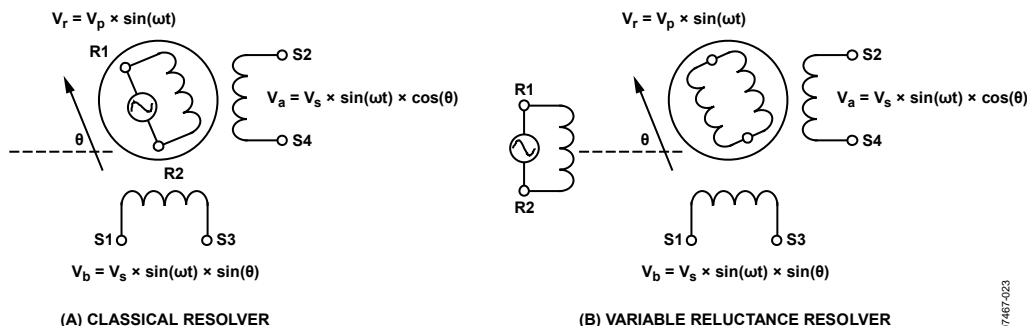 V_r = V_p × sin(ωt)
R1
S2
V_a = V_s × sin(ωt) × cos(θ)
θ
S4
R2
S1
S3
V_b = V_s × sin(ωt) × sin(θ)
(A) CLASSICAL RESOLVER
V_r = V_p × sin(ωt)
S2
R1
V_a = V_s × sin(ωt) × cos(θ)
θ
S4
R2
S1
S3
V_b = V_s × sin(ωt) × sin(θ)
(B) VARIABLE RELUCTANCE RESOLVER
07467-023